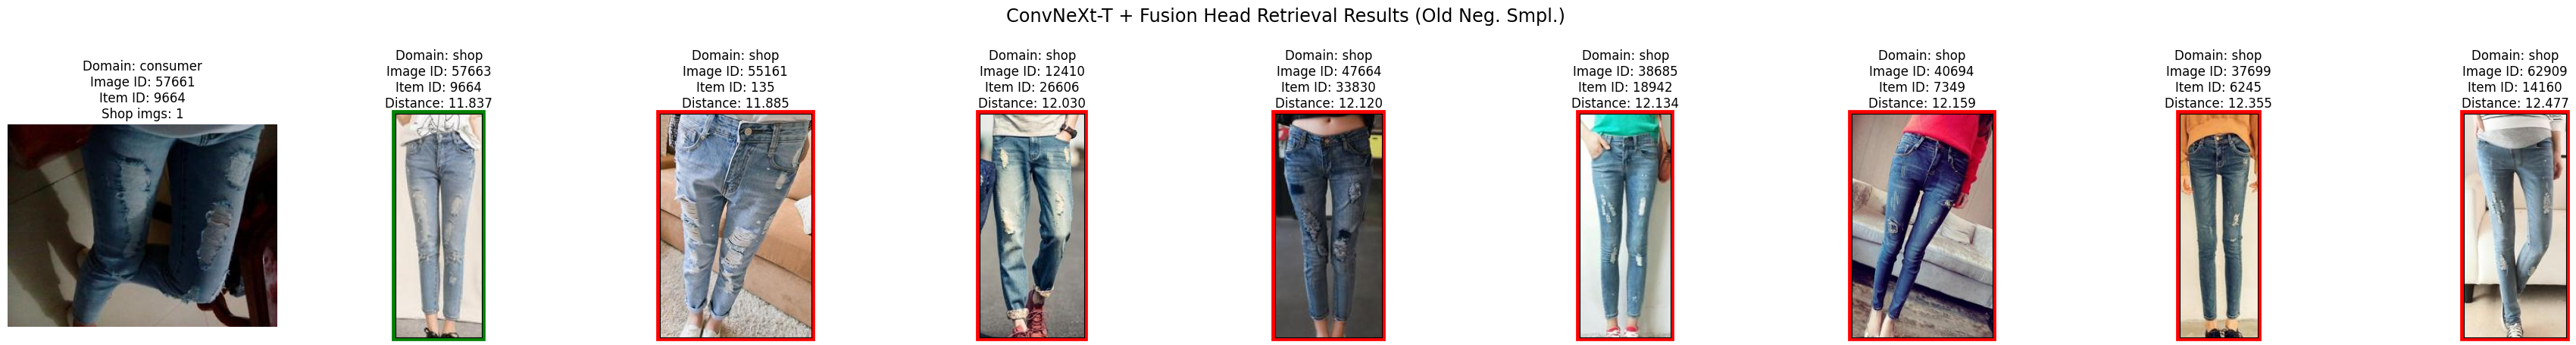 ConvNeXt-T + Fusion Head Retrieval Results (Old Neg. Smpl.)
Domain: consumer
Image ID: 57661
Item ID: 9664
Shop imgs: 1
Domain: shop
Image ID: 57663
Item ID: 9664
Distance: 11.837
Domain: shop
Image ID: 55161
Item ID: 135
Distance: 11.885
Domain: shop
Image ID: 12410
Item ID: 26606
Distance: 12.030
Domain: shop
Image ID: 47664
Item ID: 33830
Distance: 12.120
Domain: shop
Image ID: 38685
Item ID: 18942
Distance: 12.134
Domain: shop
Image ID: 40694
Item ID: 7349
Distance: 12.159
Domain: shop
Image ID: 37699
Item ID: 6245
Distance: 12.355
Domain: shop
Image ID: 62909
Item ID: 14160
Distance: 12.477